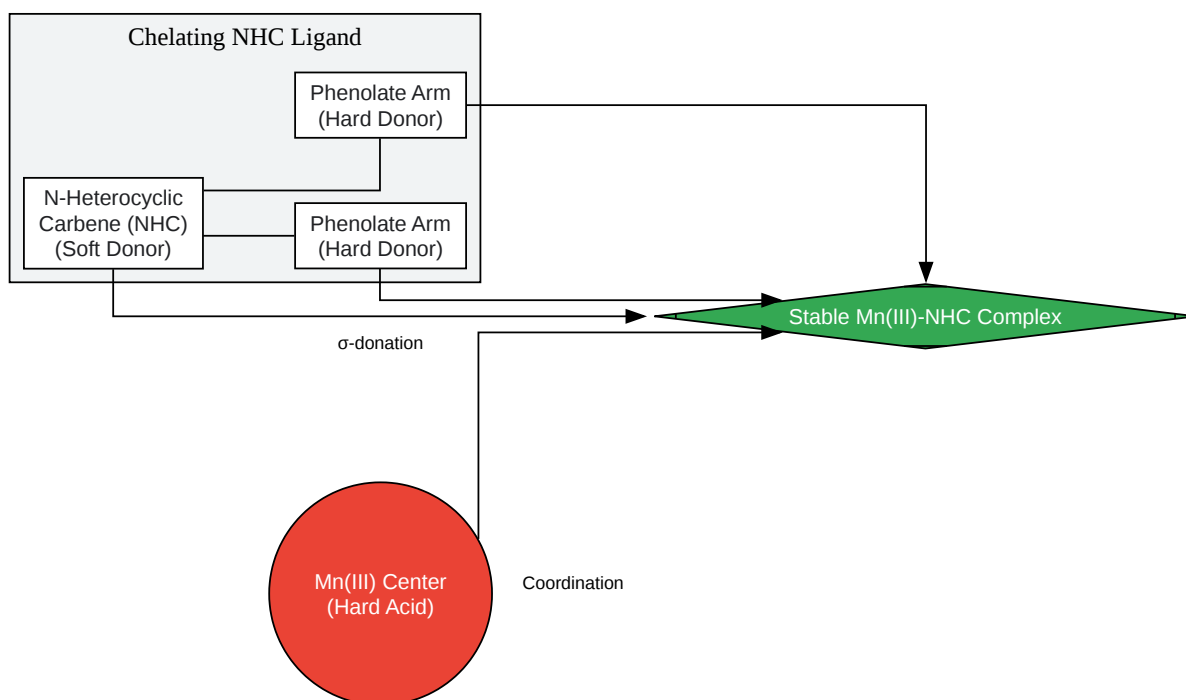 Chelating NHC Ligand
Phenolate Arm
(Hard Donor)
N-Heterocyclic
Carbene (NHC)
(Soft Donor)
Phenolate Arm
(Hard Donor)
Stable Mn(III)-NHC Complex
σ-donation
Mn(III) Center
(Hard Acid)
Coordination